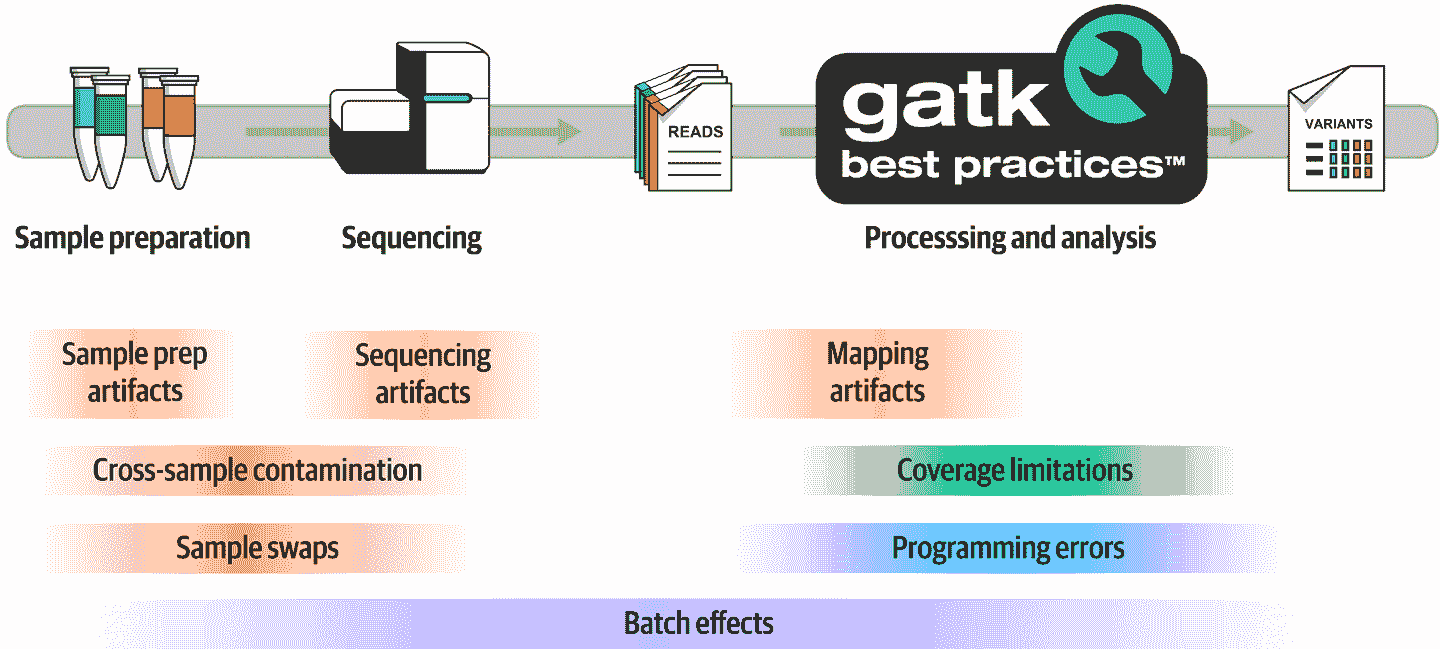 READS
gatk
best practices™
VARIANTS
Sample preparation
Sequencing
Processsing and analysis
Sample prep
artifacts
Sequencing
artifacts
Mapping
artifacts
Cross-sample contamination
Coverage limitations
Sample swaps
Programming errors
Batch effects